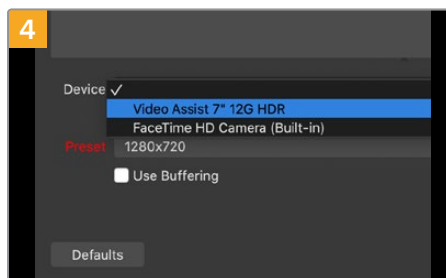 4
Device ✓
Video Assist 7" 12G HDR
FaceTime HD Camera (Built-in)
Preset 1280x720
Use Buffering
Defaults